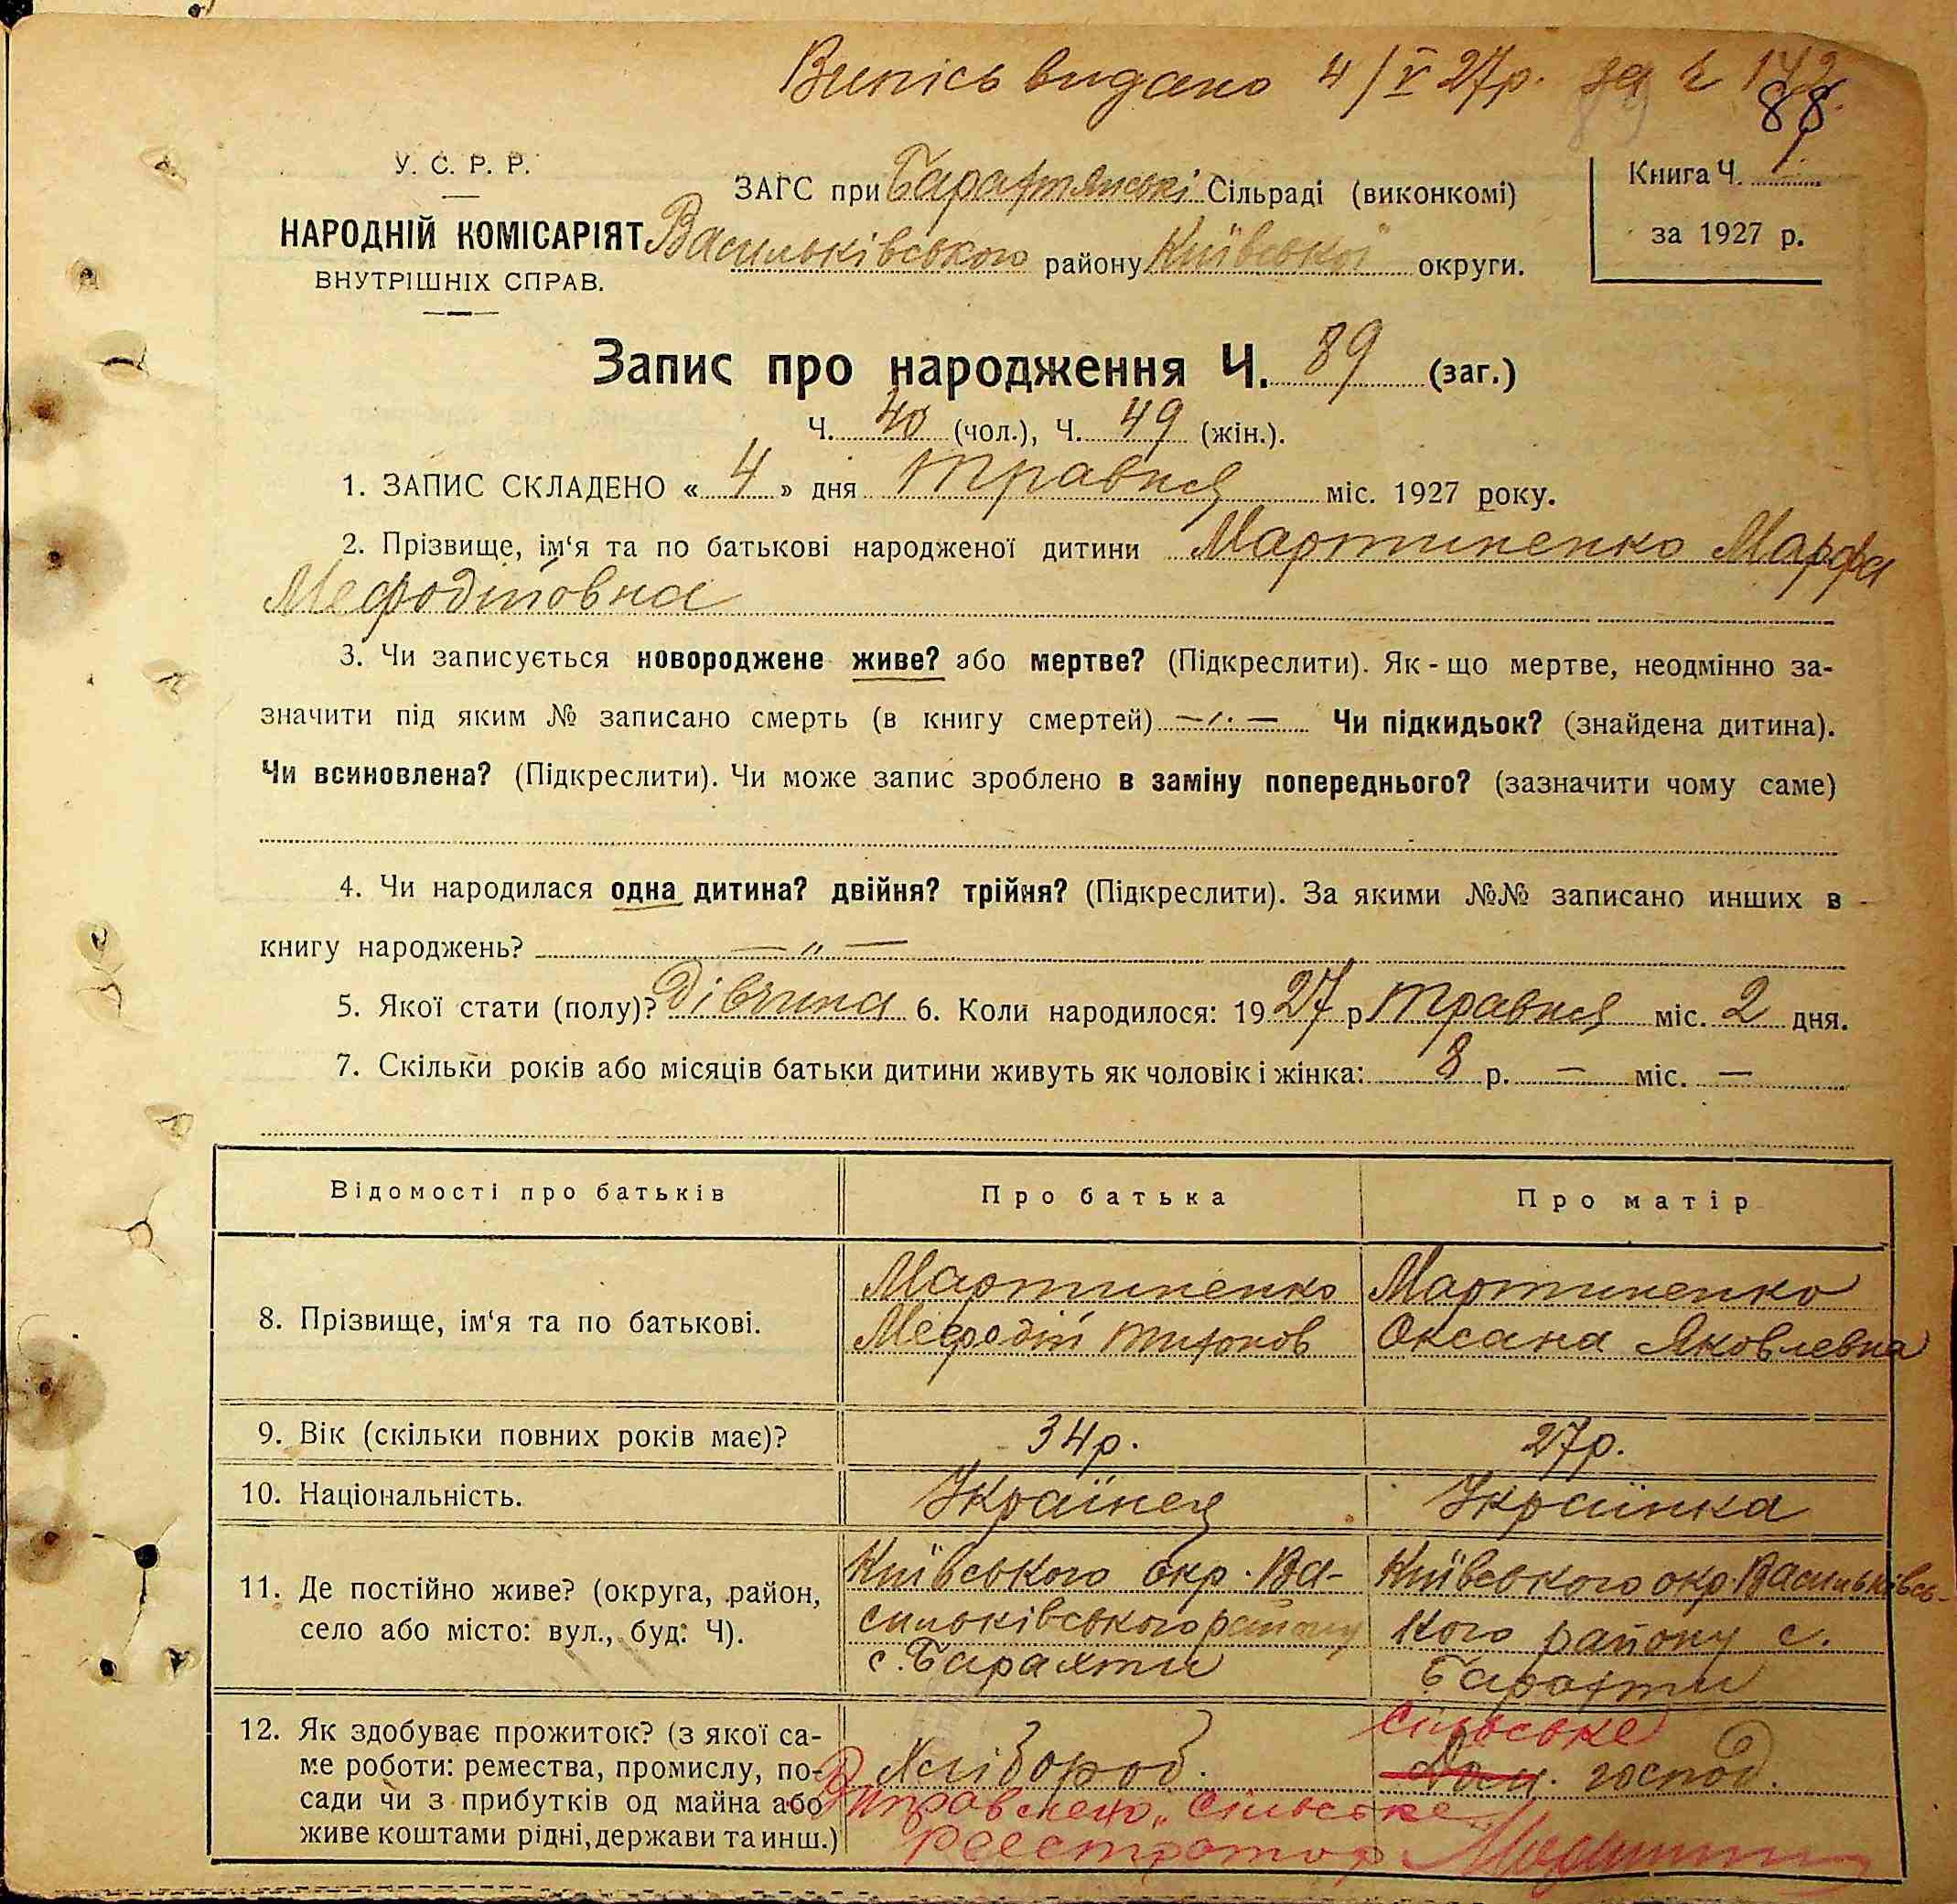 Випісь видано 4/V 27р. за №
88
У. С. Р. Р.
НАРОДНІЙ КОМІСАРІЯТ
ВНУТРІШНІХ СПРАВ.
ЗАГС при Барахтянські Сільраді (виконкомі)
Васильківського району Київської округи.
Книга Ч. 1.
за 1927 р.
Запис про народження Ч. 89 (заг.)
Ч. 40 (чол.), Ч. 49 (жін.).
1. ЗАПИС СКЛАДЕНО « 4 » дня травня міс. 1927 року.
2. Прізвище, ім‘я та по батькові народженої дитини Мартиненко Марфа
Мефодіївна
3. Чи записується новороджене живе? або мертве? (Підкреслити). Як-що мертве, неодмінно за-
значити під яким № записано смерть (в книгу смертей) Чи підкидьок? (знайдена дитина).
Чи всиновлена? (Підкреслити). Чи може запис зроблено в заміну попереднього? (зазначити чому саме)
4. Чи народилася одна дитина? двійня? трійня? (Підкреслити). За якими №№ записано инших в
книгу народжень? — „ —
5. Якої стати (полу)? Дівчина 6. Коли народилося: 1927 р травня міс. 2 дня.
7. Скільки років або місяців батьки дитини живуть як чоловік і жінка: 8 р. — міс. —
Відомості про батьків Про батька Про матір
8. Прізвище, ім‘я та по батькові.
Мартиненко
Мефодій Тихонов
Мартиненко
Оксана Яковлевна
9. Вік (скільки повних років має)? 34р. 27р.
10. Національність. Українец Українка
11. Де постійно живе? (округа, район,
село або місто: вул., буд: Ч).
Київського окр. Ва-
сильківського району
с. Барахти
Київського окр. Васильківсь-
кого району с.
Барахти
12. Як здобуває прожиток? (з якої са-
ме роботи: ремества, промислу, по-
сади чи з прибутків од майна або
живе коштами рідні, держави та инш.)
Хлібороб.
сільське
Дом. господ.
Виправлено „Сільське
Реєстратор